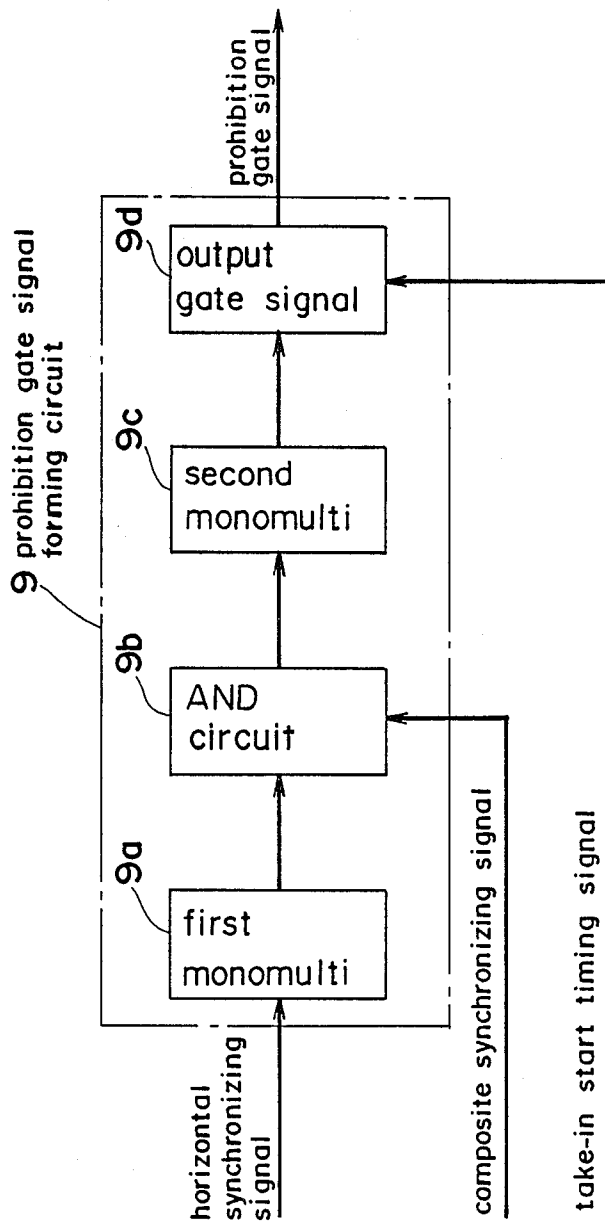 9 prohibition gate signal
forming circuit
9a
first
monomulti
9b
AND
circuit
9c
second
monomulti
9d
output
gate signal
prohibition
gate signal
horizontal
synchronizing
signal
composite synchronizing signal
take-in start timing signal